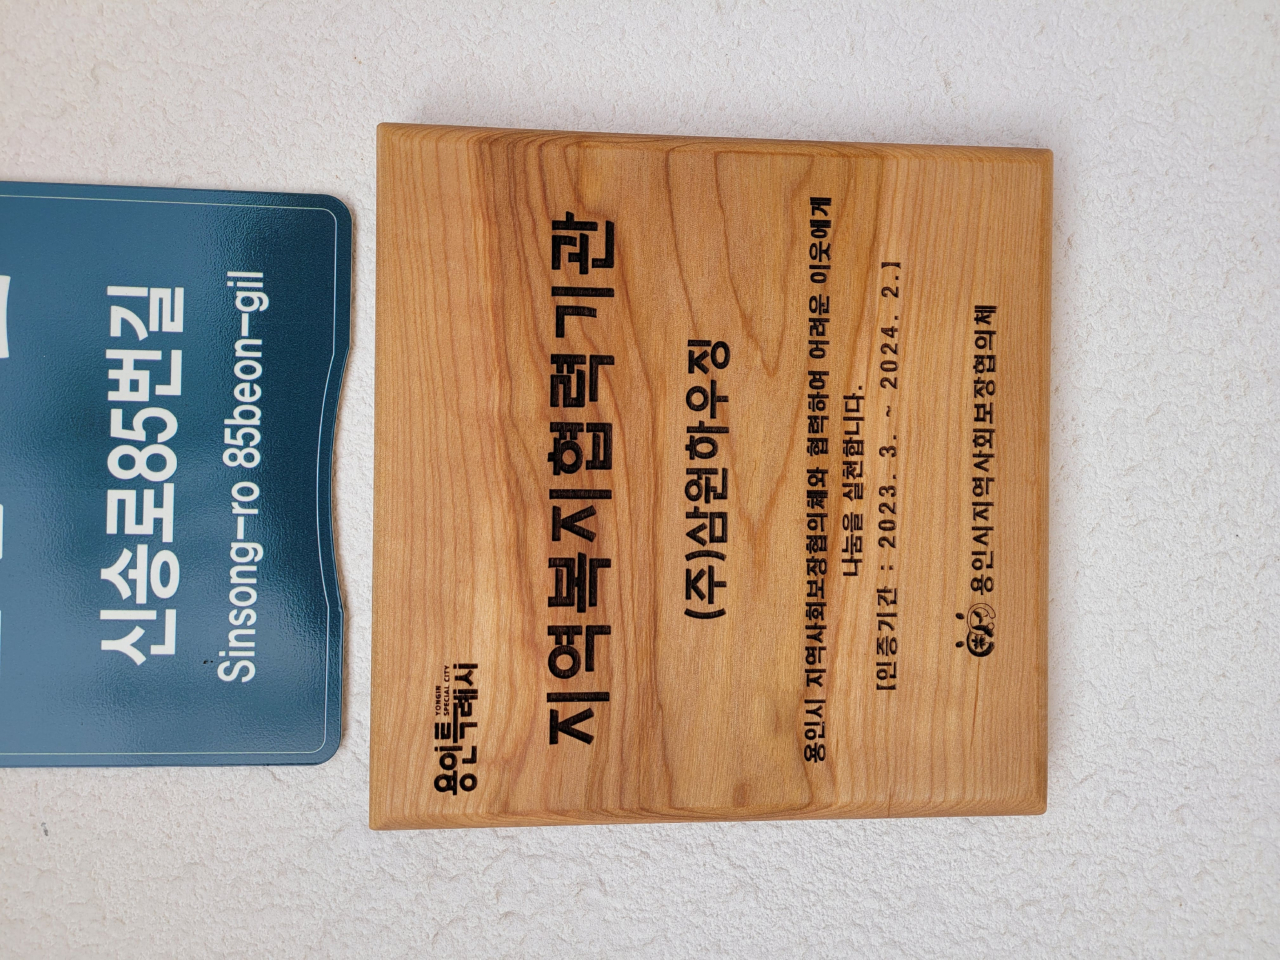 신송로85번길
Sinsong-ro 85beon-gil
용인특례시
YONGIN
SPECIAL CITY
지역복지협력기관
(주)삼원하우징
용인시 지역사회보장협의체와 협력하여 어려운 이웃에게
나눔을 실천합니다.
[인증기간 : 2023. 3. ~ 2024. 2.]
용인시지역사회보장협의체